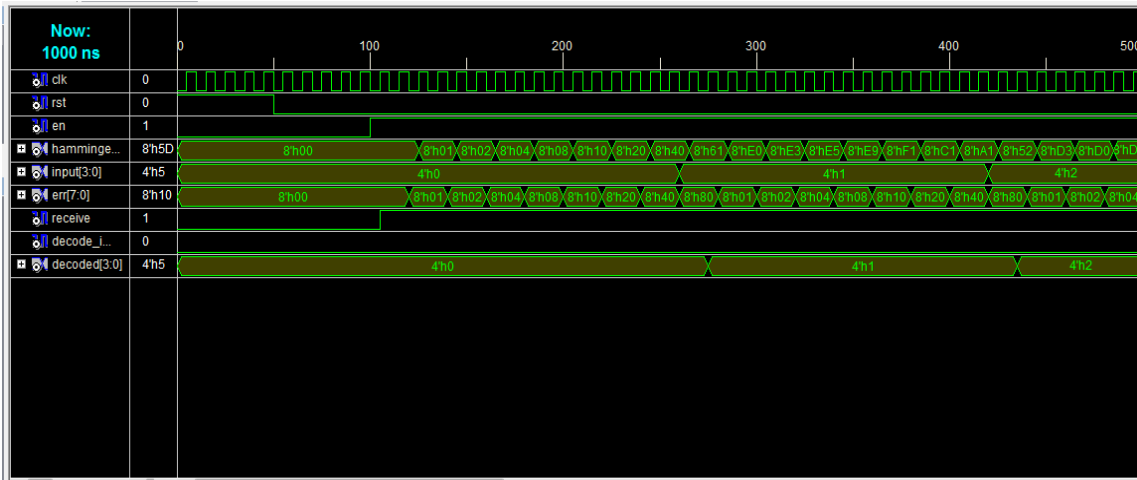 Now:
1000 ns
0 100 200 300 400 500
clk 0
rst 0
en 1
hamminge... 8'h5D 8'h00 8'h01 8'h02 8'h04 8'h08 8'h10 8'h20 8'h40 8'h61 8'hE0 8'hE3 8'hE5 8'hE9 8'hF1 8'hC1 8'hA1 8'h52 8'hD3 8'hD0 8'hD
input[3:0] 4'h5 4'h0 4'h1 4'h2
err[7:0] 8'h10 8'h00 8'h01 8'h02 8'h04 8'h08 8'h10 8'h20 8'h40 8'h80 8'h01 8'h02 8'h04 8'h08 8'h10 8'h20 8'h40 8'h80 8'h01 8'h02 8'h04
receive 1
decode_i... 0
decoded[3:0] 4'h5 4'h0 4'h1 4'h2